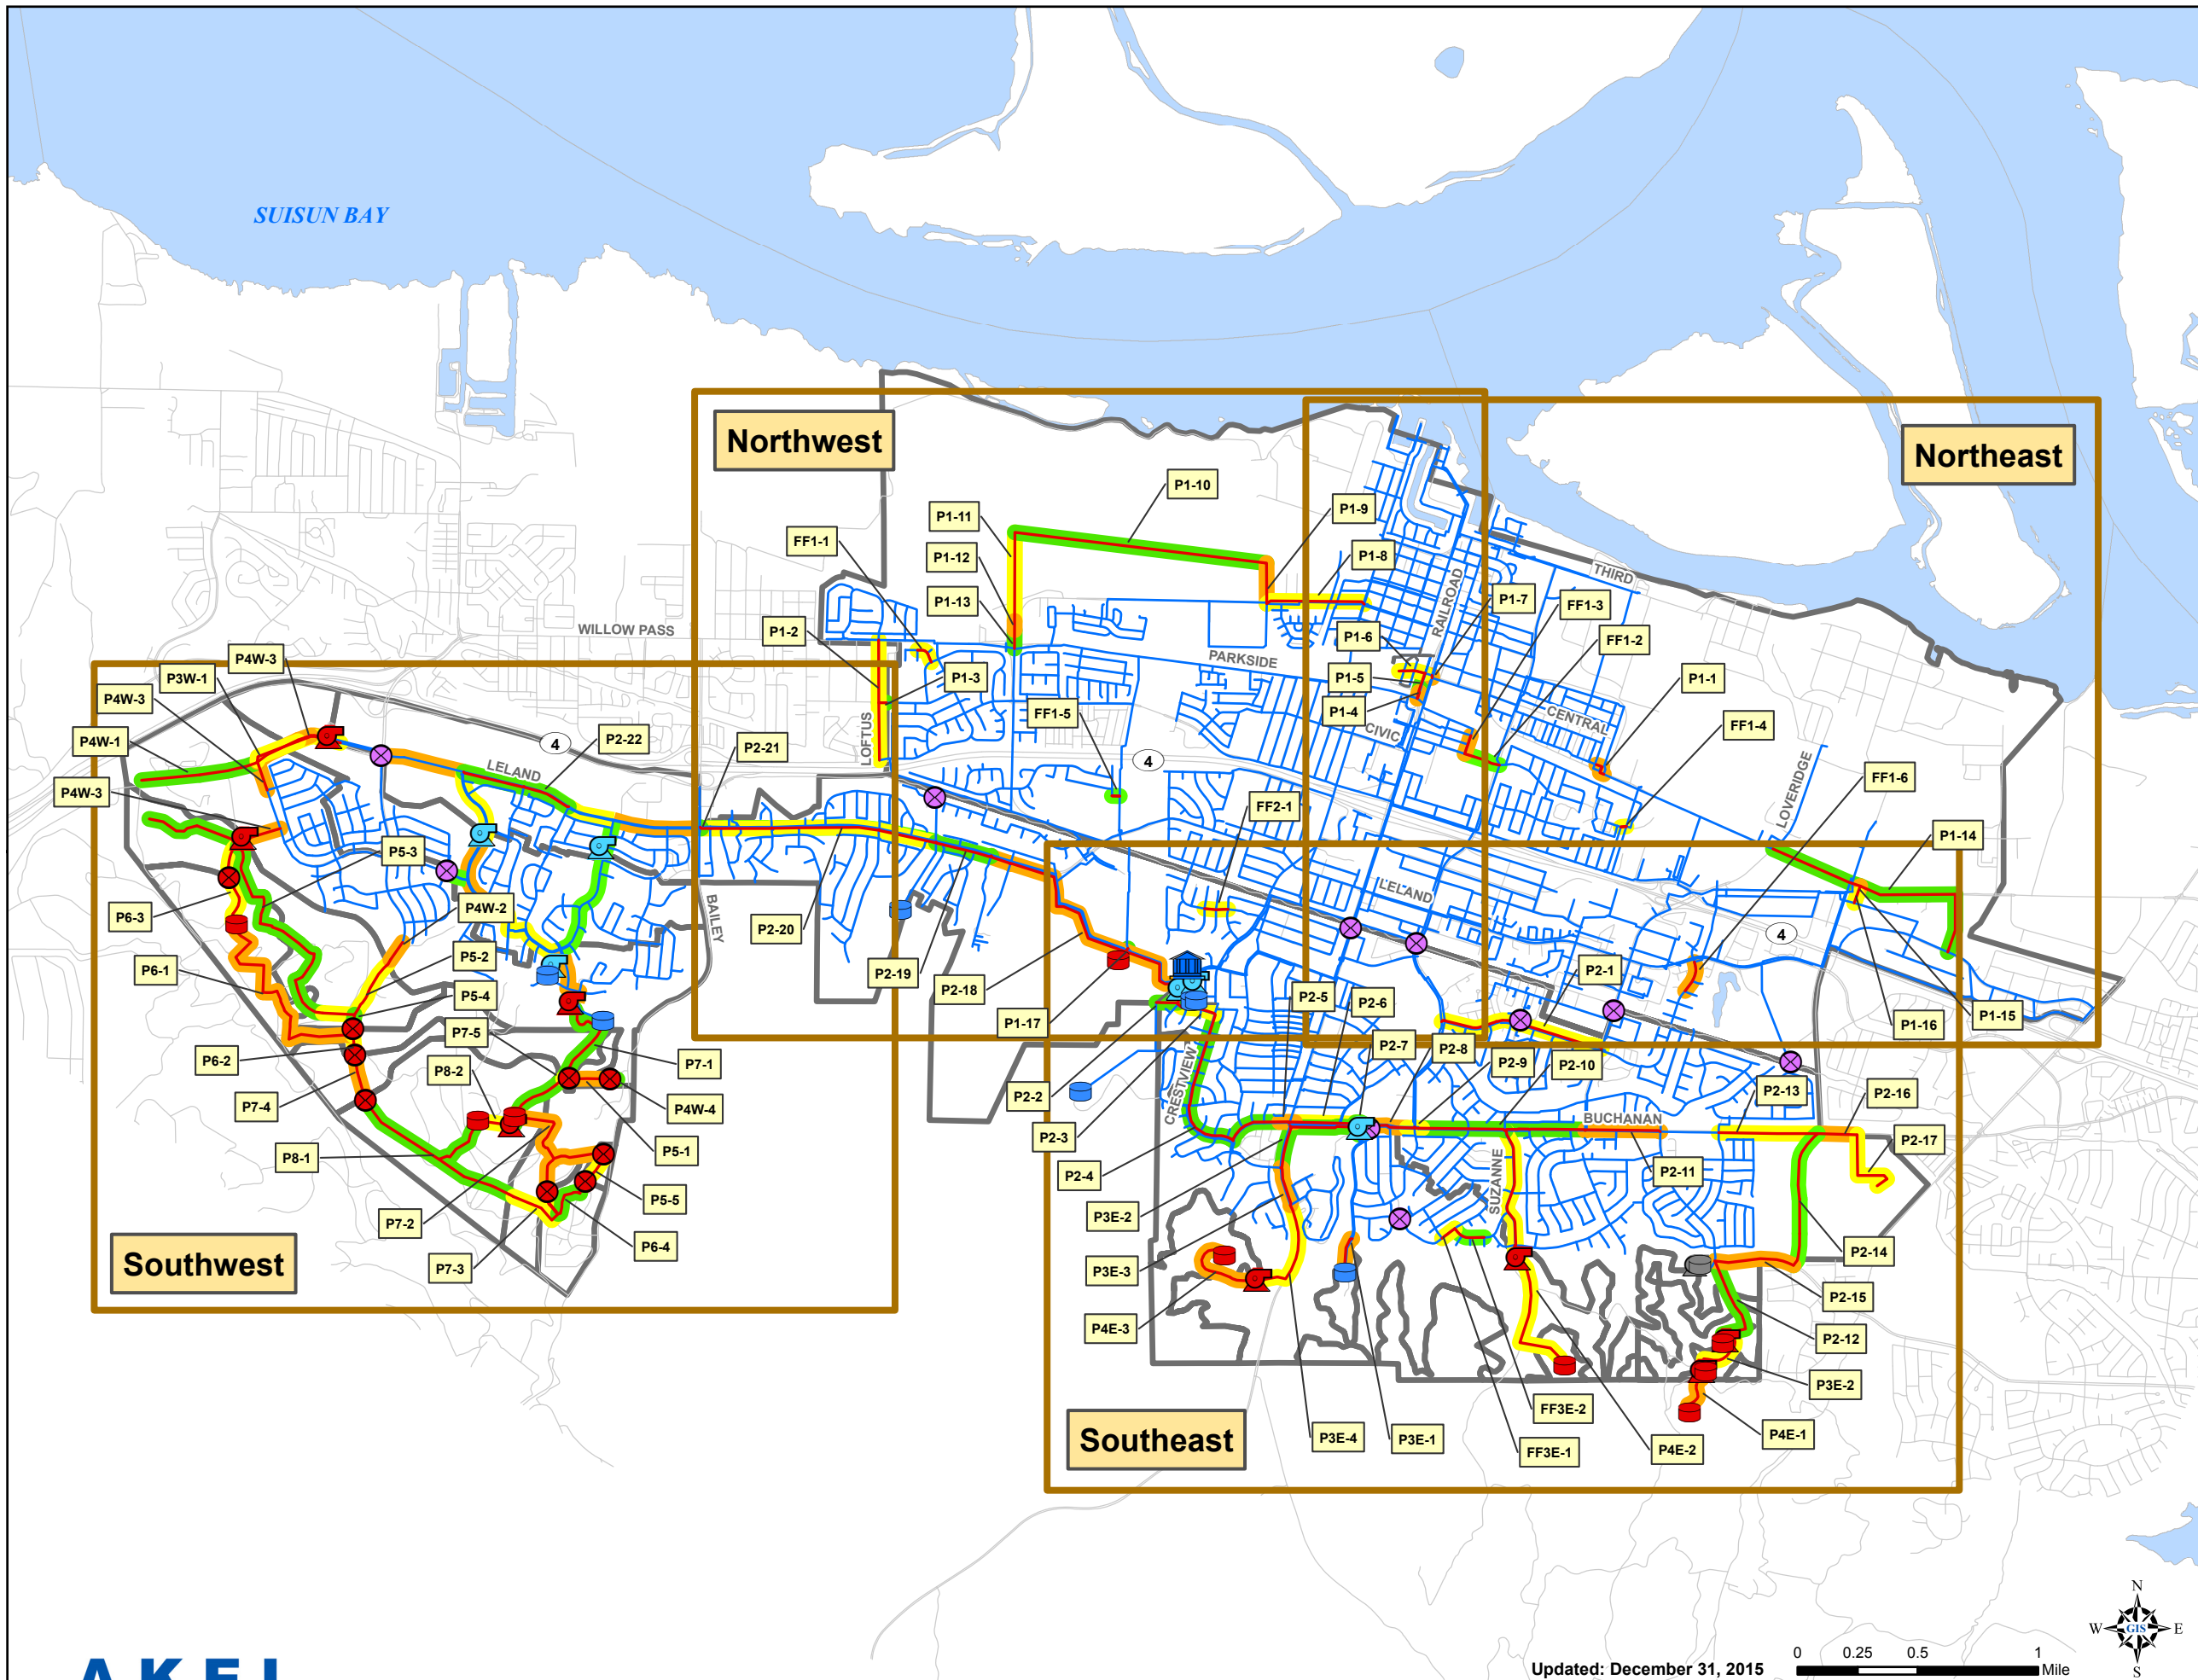 SUISUN BAY
Northwest
Northeast
P1-10
P1-11
P1-9
FF1-1
P1-12
P1-8
THIRD
P1-13
RAILROAD
P1-7
FF1-3
WILLOW PASS
P1-2
P1-6
FF1-2
P4W-3
PARKSIDE
P3W-1
P1-3
P1-5
P1-1
P4W-3
FF1-5
P1-4
CENTRAL
FF1-4
P4W-1
4
P2-22
P2-21
LOFTUS
CIVIC
4
LOVERIDGE
FF1-6
LELAND
P4W-3
FF2-1
P1-14
P5-3
LELAND
P6-3
P4W-2
BAILEY
P2-20
4
P5-2
P2-19
P6-1
P2-18
P2-1
P5-4
P2-5
P2-6
P1-17
P1-16
P1-15
P7-5
P2-7
P2-8
P2-9
P2-10
P6-2
P8-2
P7-1
CRESTVIEW
P2-2
P2-13
P2-16
P7-4
P4W-4
BUCHANAN
P2-3
P2-17
P8-1
P5-1
P2-4
SUZANNE
P2-11
P5-5
P3E-2
P7-2
P6-4
Southwest
P7-3
P3E-3
P2-14
P2-15
P4E-3
P2-12
P3E-2
FF3E-2
Southeast
P3E-4
P3E-1
FF3E-1
P4E-2
P4E-1
N
W
GIS
E
S
0
0.25
0.5
1
Mile
Updated: December 31, 2015
AKEL